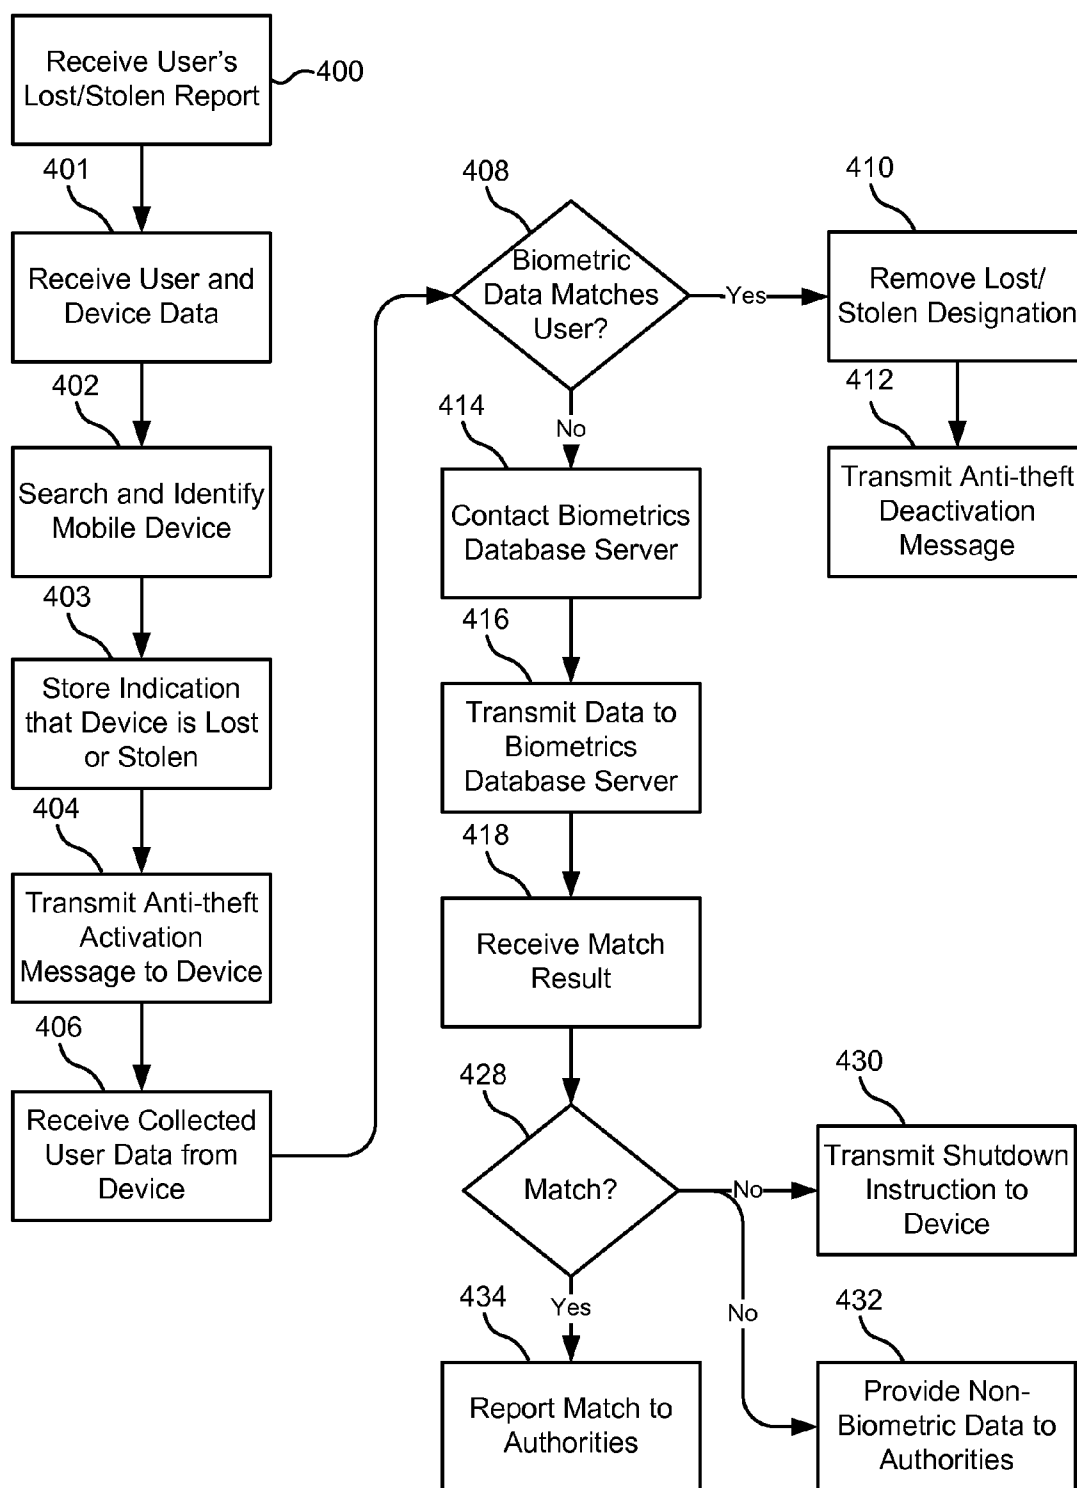 Receive User's
Lost/Stolen Report
400
401
Receive User and
Device Data
402
Search and Identify
Mobile Device
403
Store Indication
that Device is Lost
or Stolen
404
Transmit Anti-theft
Activation
Message to Device
406
Receive Collected
User Data from
Device
408
Biometric
Data Matches
User?
Yes
No
410
Remove Lost/
Stolen Designation
412
Transmit Anti-theft
Deactivation
Message
414
Contact Biometrics
Database Server
416
Transmit Data to
Biometrics
Database Server
418
Receive Match
Result
428
Match?
No
No
Yes
430
Transmit Shutdown
Instruction to
Device
432
Provide Non-
Biometric Data to
Authorities
434
Report Match to
Authorities